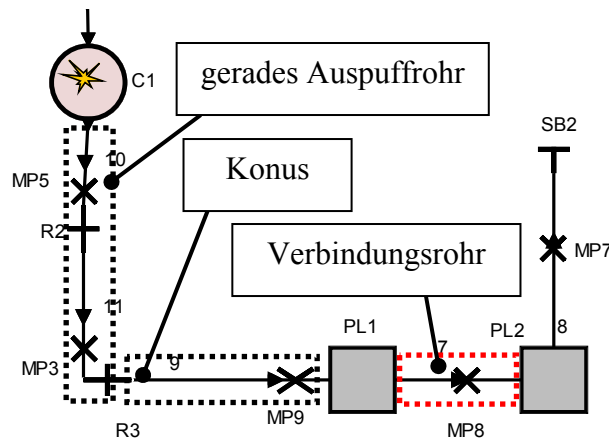 C1
gerades Auspuffrohr
SB2
10
MP5
Konus
R2
Verbindungsrohr
MP7
11
PL1
PL2
7
8
MP3
9
MP9
MP8
R3